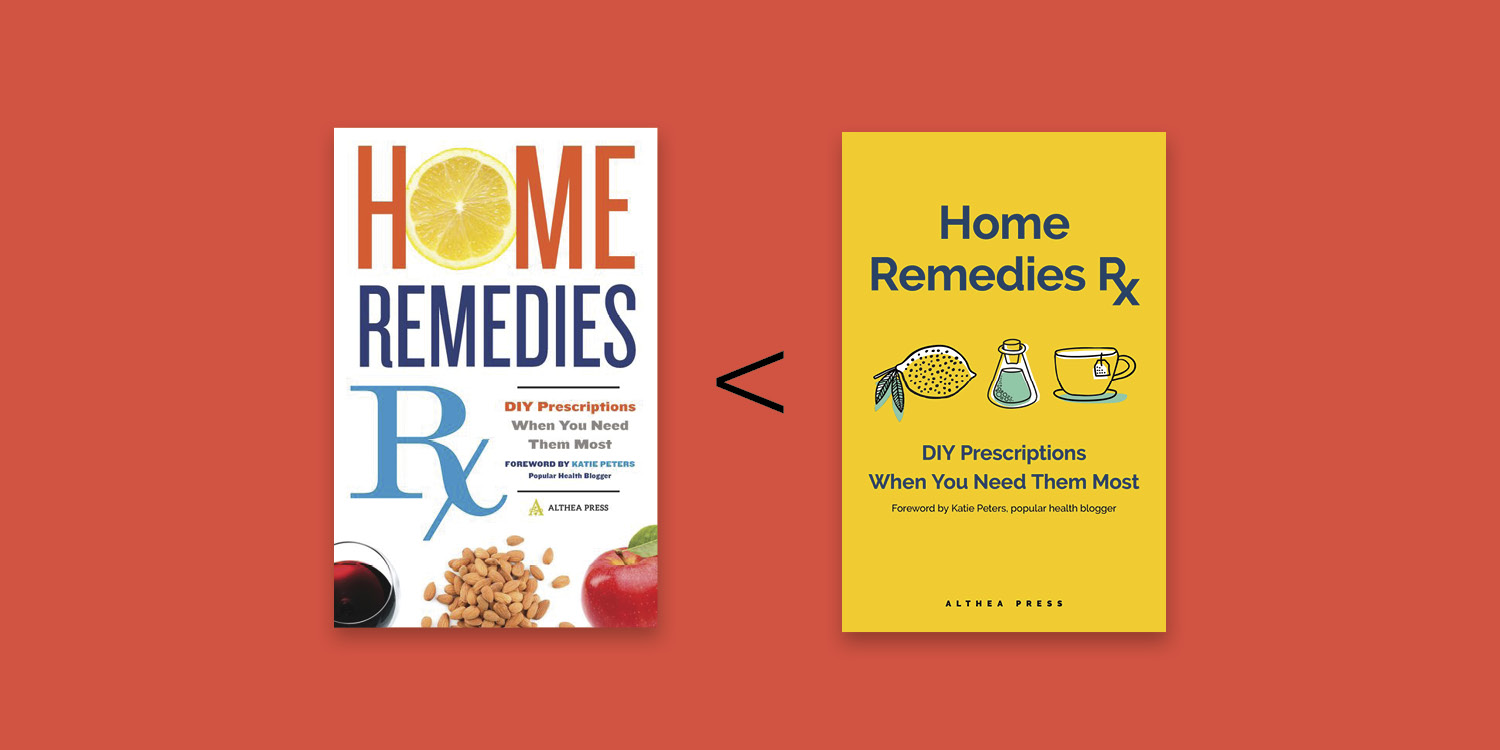 HOME
REMEDIES
Rx
DIY Prescriptions
When You Need
Them Most
FOREWORD BY KATIE PETERS
Popular Health Blogger
ALTHEA PRESS
<
Home
Remedies Rx
DIY Prescriptions
When You Need Them Most
Foreword by Katie Peters, popular health blogger
ALTHEA PRESS